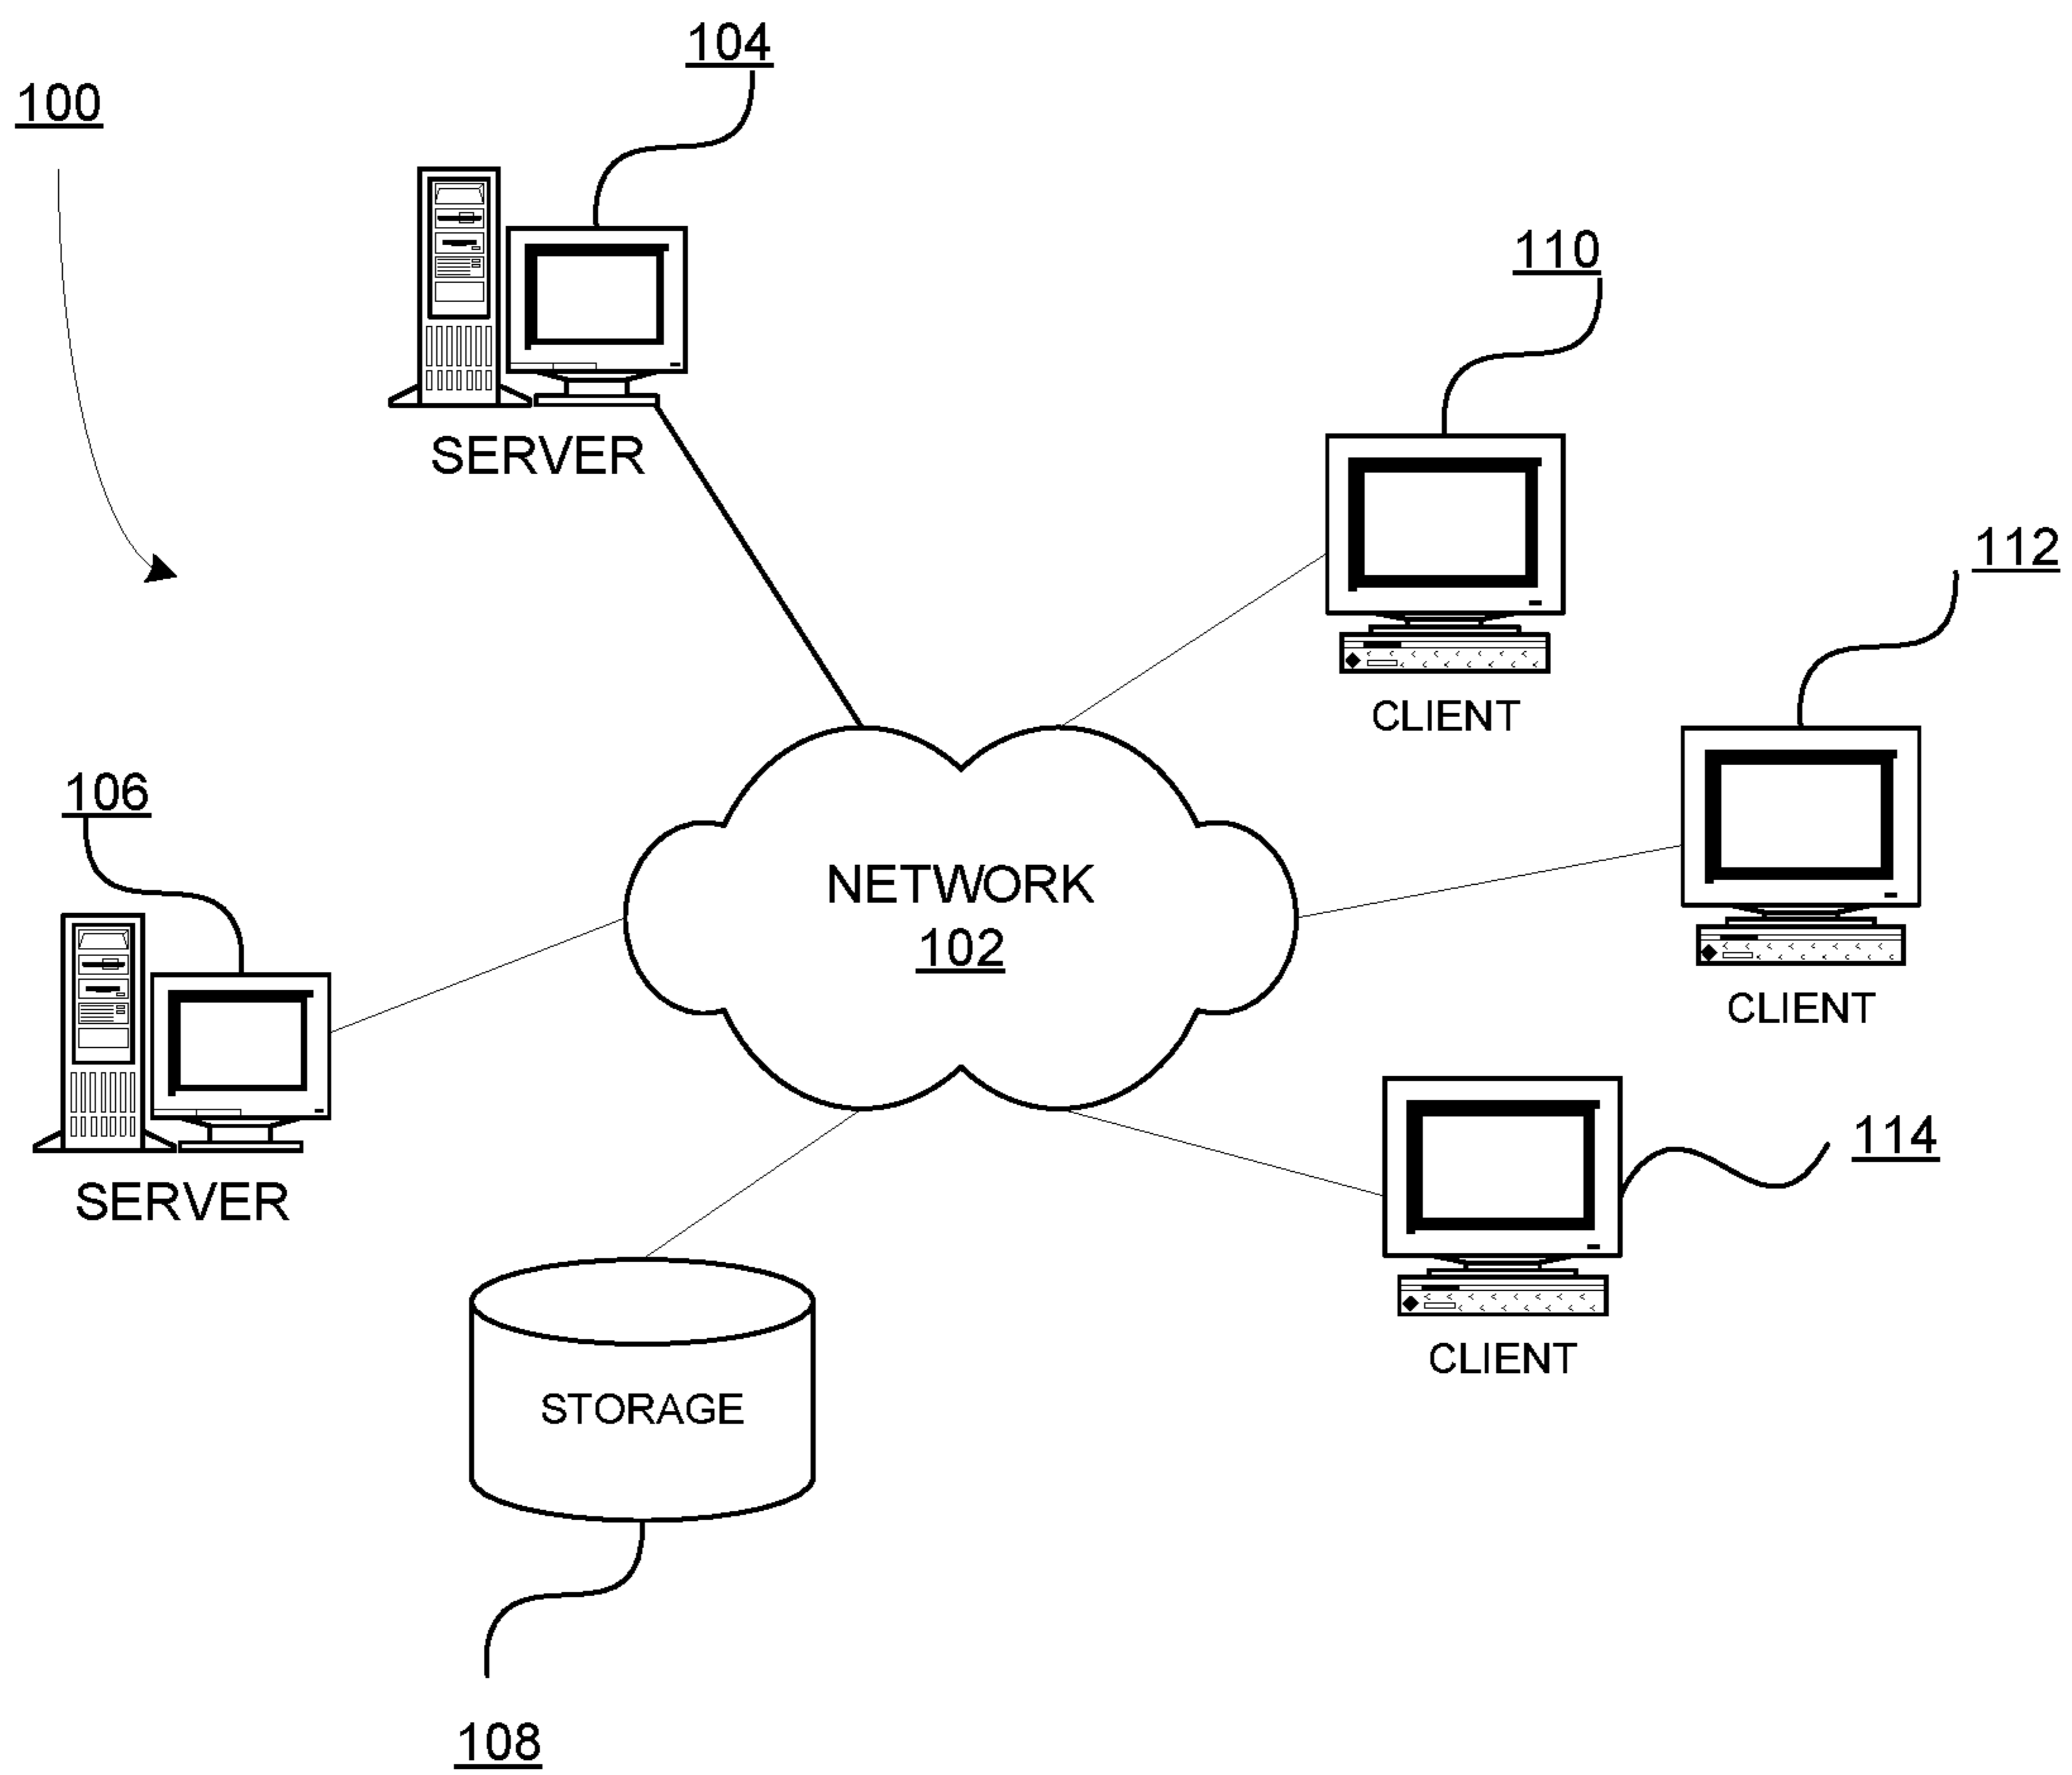 104
100
SERVER
110
CLIENT
112
CLIENT
106
SERVER
NETWORK
102
114
CLIENT
STORAGE
108